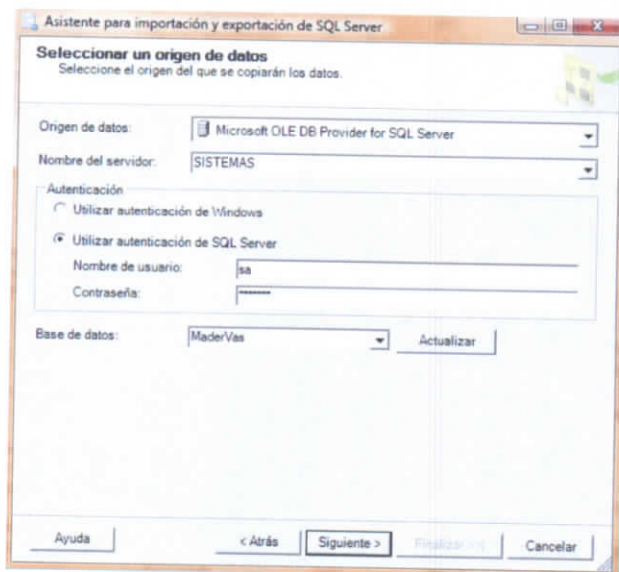 Asistente para importación y exportación de SQL Server
Seleccionar un origen de datos
Seleccione el origen del que se copiarán los datos.
Origen de datos: Microsoft OLE DB Provider for SQL Server
Nombre del servidor: SISTEMAS
Autenticación
Utilizar autenticación de Windows
Utilizar autenticación de SQL Server
Nombre de usuario: sa
Contraseña:
Base de datos: MaderVas Actualizar
Ayuda < Atrás Siguiente > Cancelar